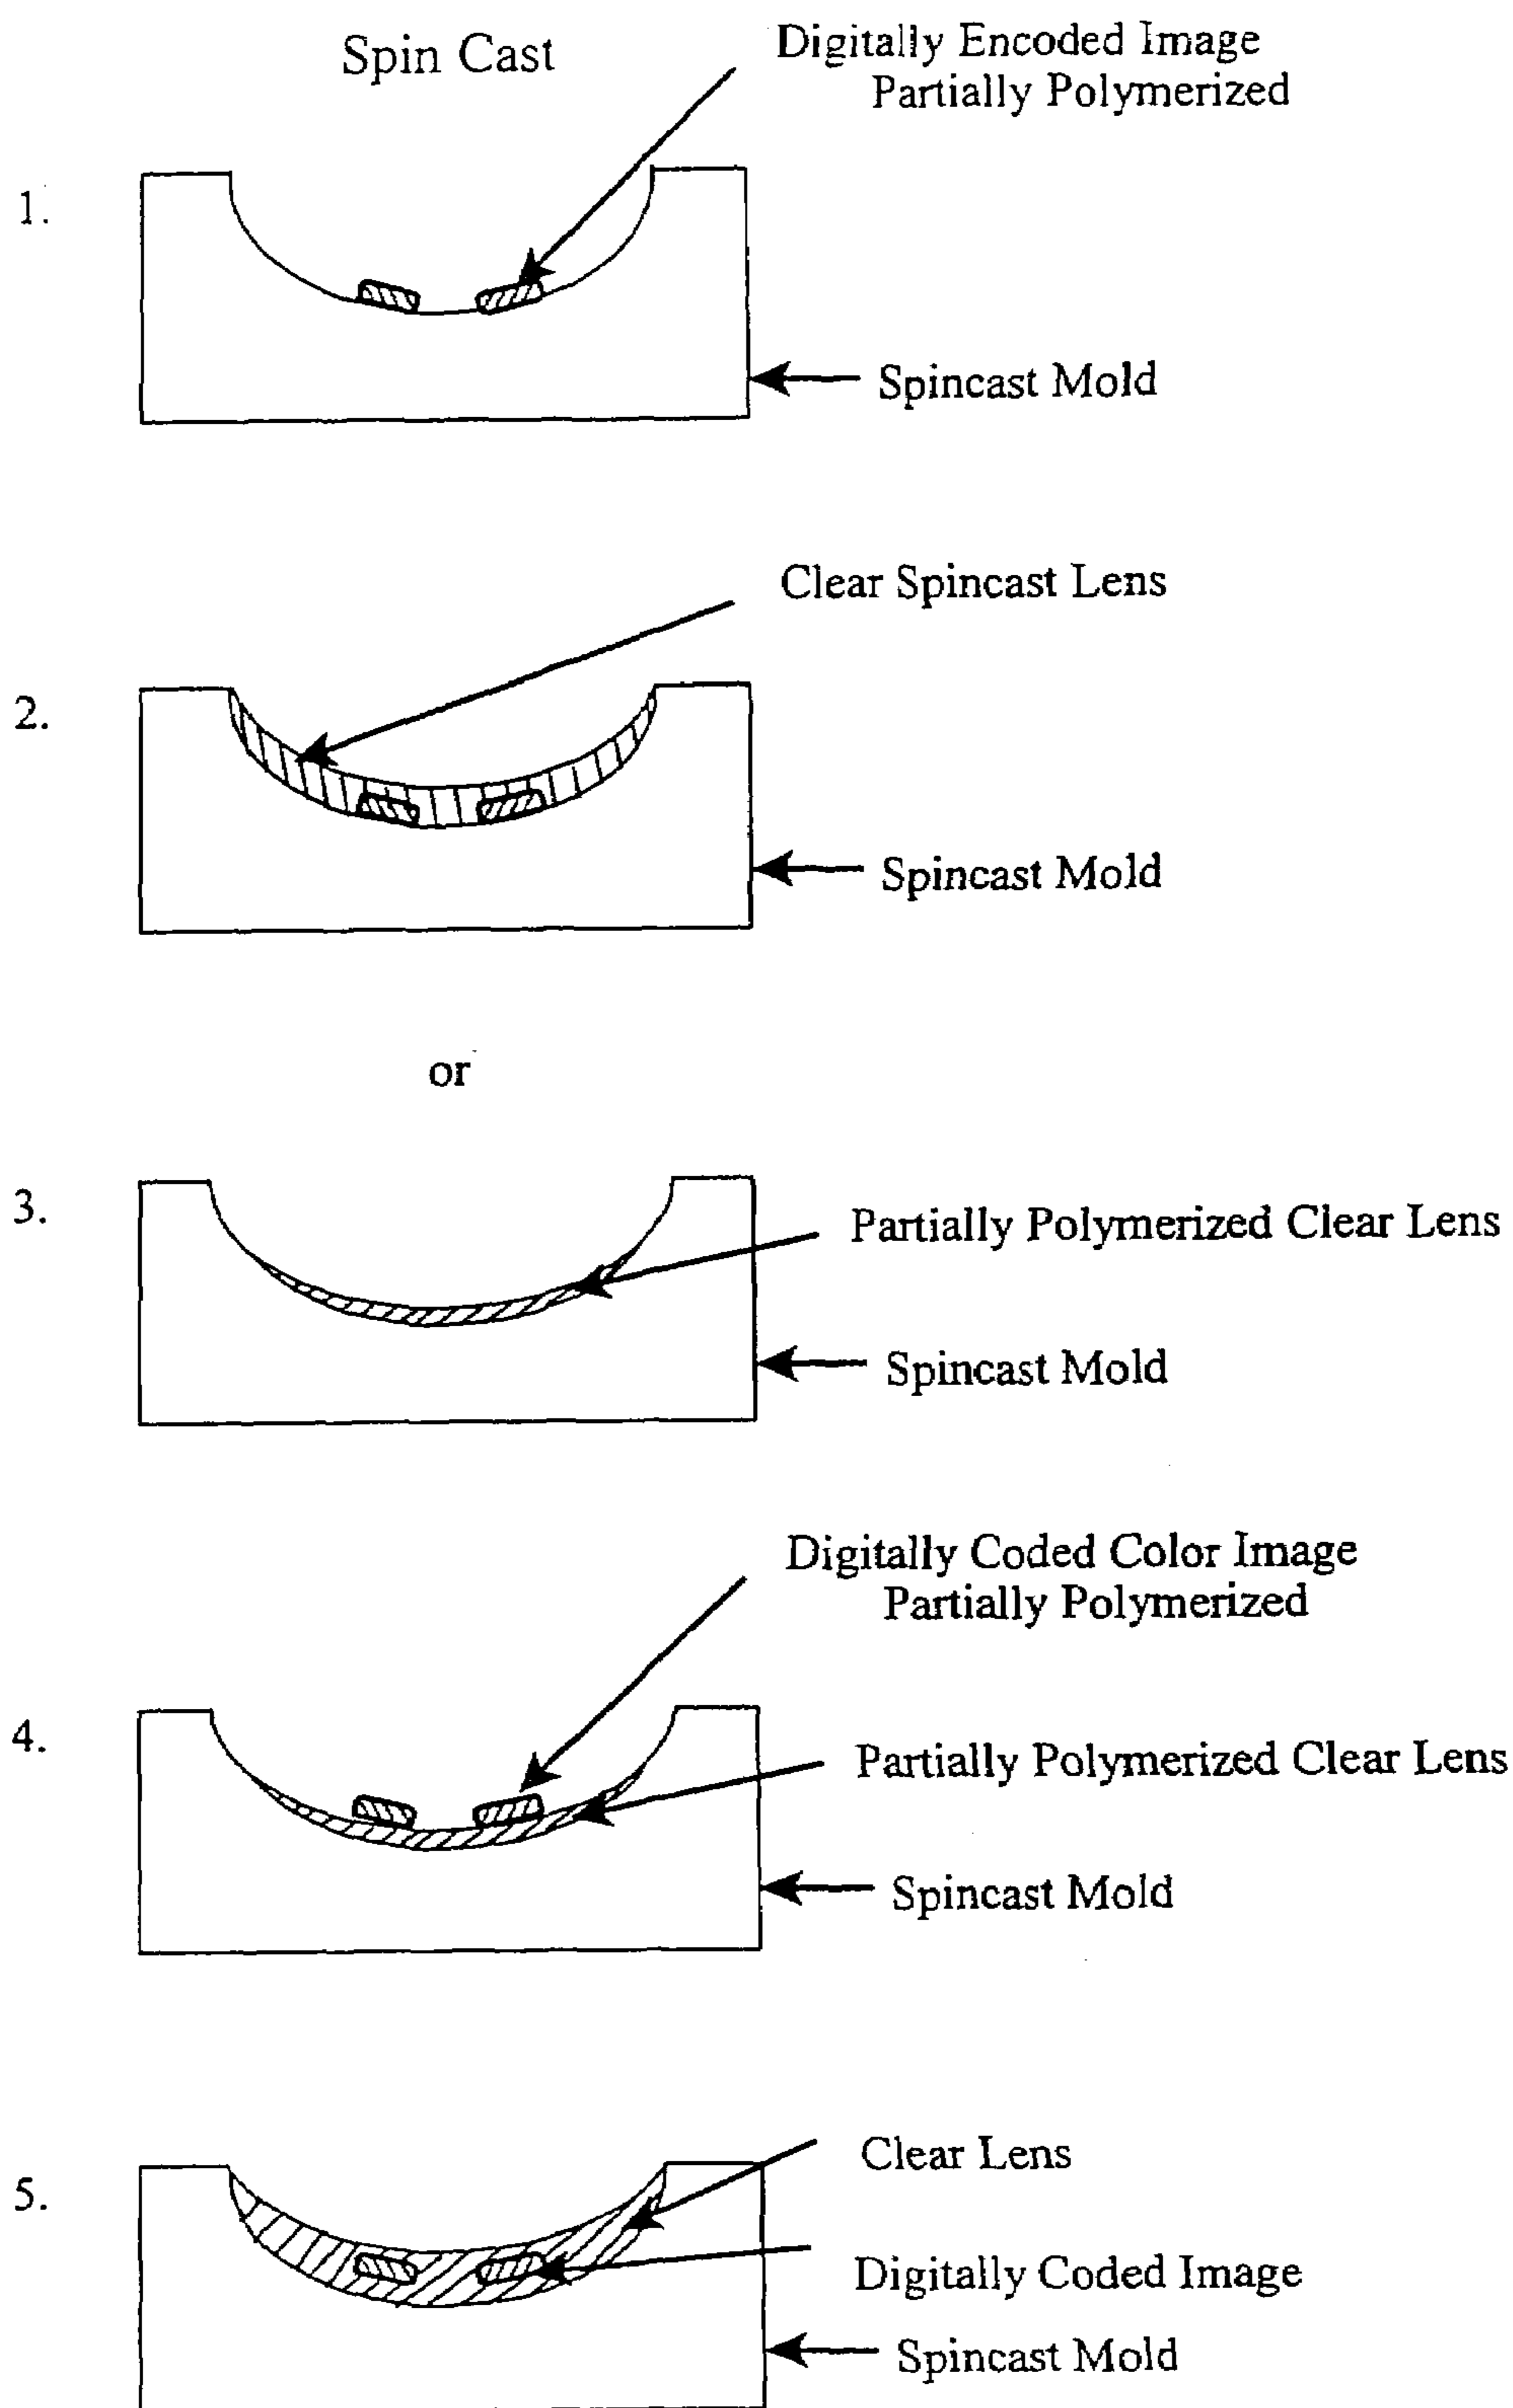 Spin Cast
Digitally Encoded Image
Partially Polymerized
1.
Spincast Mold
Clear Spincast Lens
2.
Spincast Mold
or
3.
Partially Polymerized Clear Lens
Spincast Mold
Digitally Coded Color Image
Partially Polymerized
4.
Partially Polymerized Clear Lens
Spincast Mold
Clear Lens
5.
Digitally Coded Image
Spincast Mold